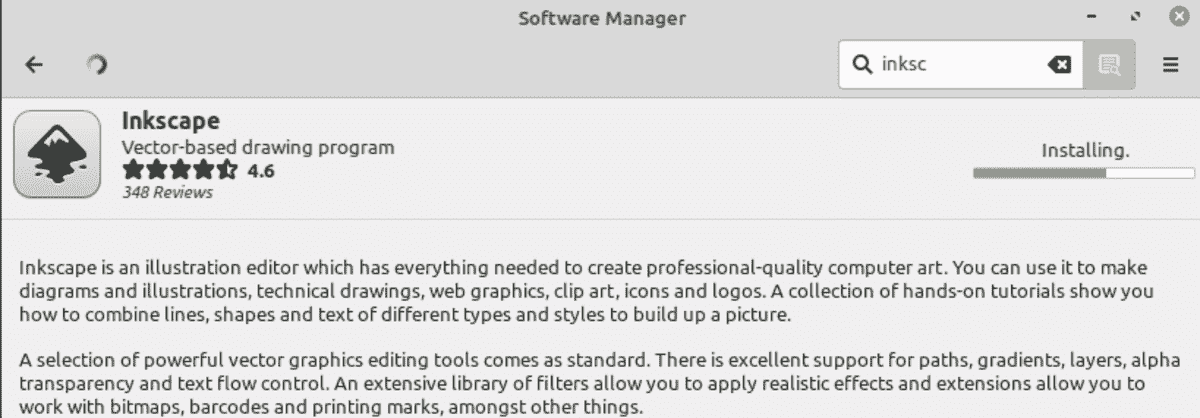 Software Manager
inksc
Inkscape
Vector-based drawing program
4.6
348 Reviews
Installing.
Inkscape is an illustration editor which has everything needed to create professional-quality computer art. You can use it to make
diagrams and illustrations, technical drawings, web graphics, clip art, icons and logos. A collection of hands-on tutorials show you
how to combine lines, shapes and text of different types and styles to build up a picture.
A selection of powerful vector graphics editing tools comes as standard. There is excellent support for paths, gradients, layers, alpha
transparency and text flow control. An extensive library of filters allow you to apply realistic effects and extensions allow you to
work with bitmaps, barcodes and printing marks, amongst other things.